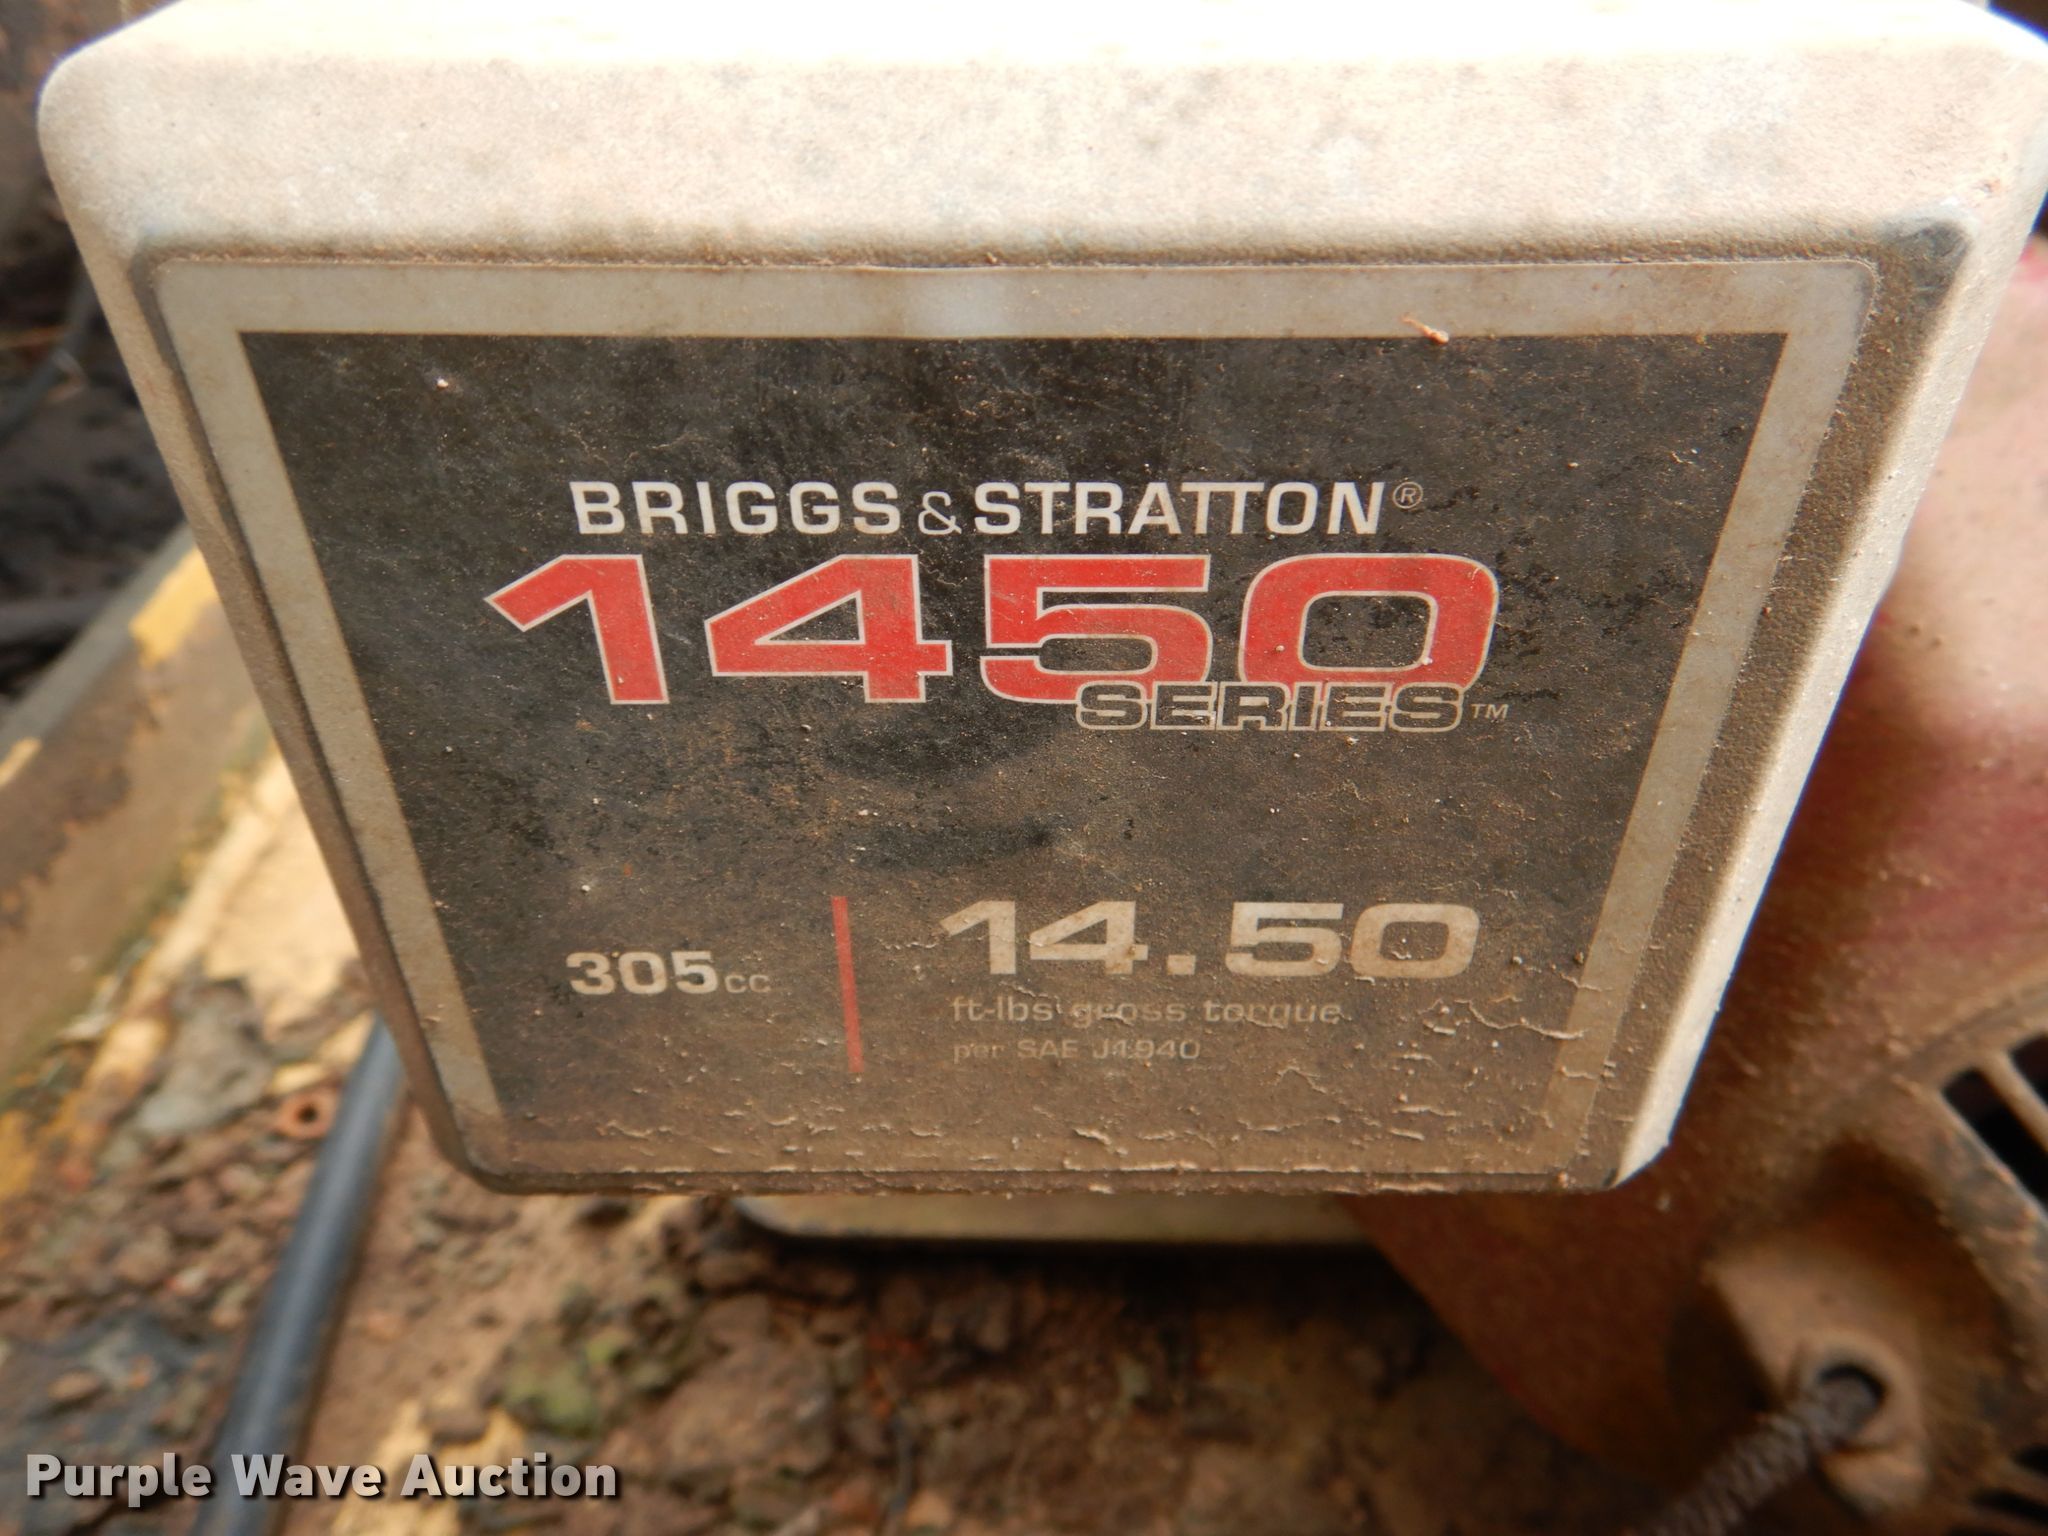 BRIGGS & STRATTON®
1450
SERIES™
305cc
14.50
ft-lbs gross torque
per SAE J1940
Purple Wave Auction